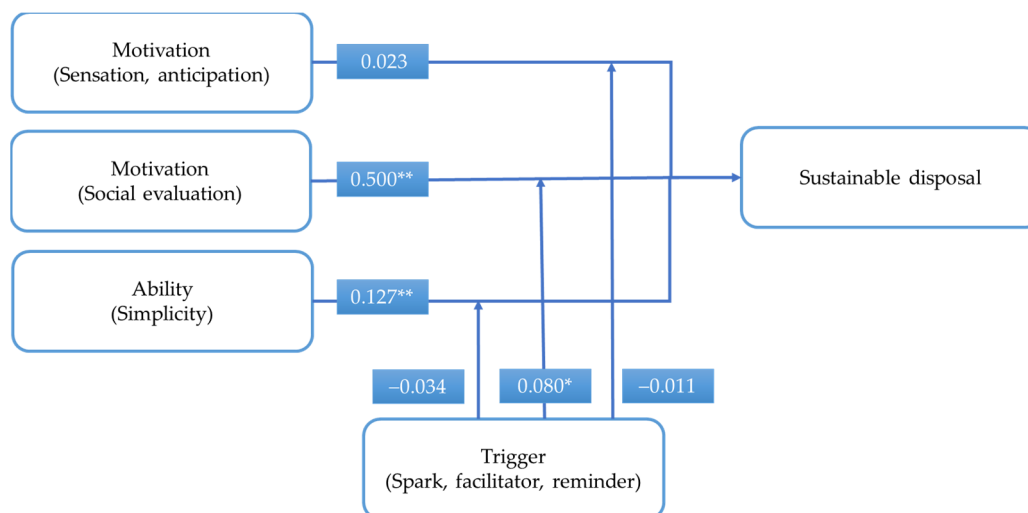 Motivation
(Sensation, anticipation)
0.023
Motivation
(Social evaluation)
0.500**
Sustainable disposal
Ability
(Simplicity)
0.127**
–0.034
0.080*
–0.011
Trigger
(Spark, facilitator, reminder)